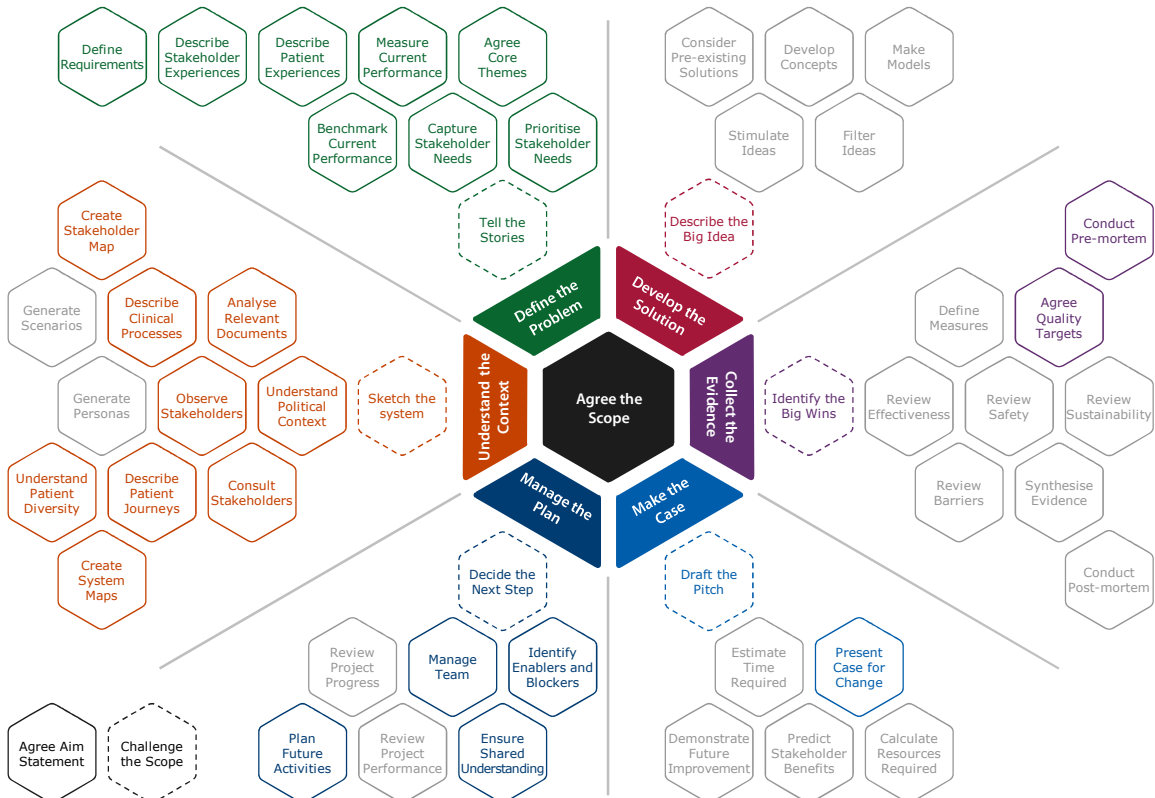 Define
Requirements
Describe
Stakeholder
Experiences
Describe
Patient
Experiences
Measure
Current
Performance
Agree
Core
Themes
Benchmark
Current
Performance
Capture
Stakeholder
Needs
Prioritise
Stakeholder
Needs
Tell the
Stories
Consider
Pre-existing
Solutions
Develop
Concepts
Make
Models
Stimulate
Ideas
Filter
Ideas
Describe the
Big Idea
Create
Stakeholder
Map
Generate
Scenarios
Describe
Clinical
Processes
Analyse
Relevant
Documents
Generate
Personas
Observe
Stakeholders
Understand
Political
Context
Sketch the
system
Understand
Patient
Diversity
Describe
Patient
Journeys
Consult
Stakeholders
Create
System
Maps
Define the
Problem
Develop the
Solution
Understand the
Context
Agree the
Scope
Collect the
Evidence
Manage the
Plan
Make the
Case
Conduct
Pre-mortem
Define
Measures
Agree
Quality
Targets
Identify the
Big Wins
Review
Effectiveness
Review
Safety
Review
Sustainability
Review
Barriers
Synthesise
Evidence
Conduct
Post-mortem
Decide the
Next Step
Review
Project
Progress
Manage
Team
Identify
Enablers and
Blockers
Plan
Future
Activities
Review
Project
Performance
Ensure
Shared
Understanding
Draft the
Pitch
Estimate
Time
Required
Present
Case for
Change
Demonstrate
Future
Improvement
Predict
Stakeholder
Benefits
Calculate
Resources
Required
Agree Aim
Statement
Challenge
the Scope